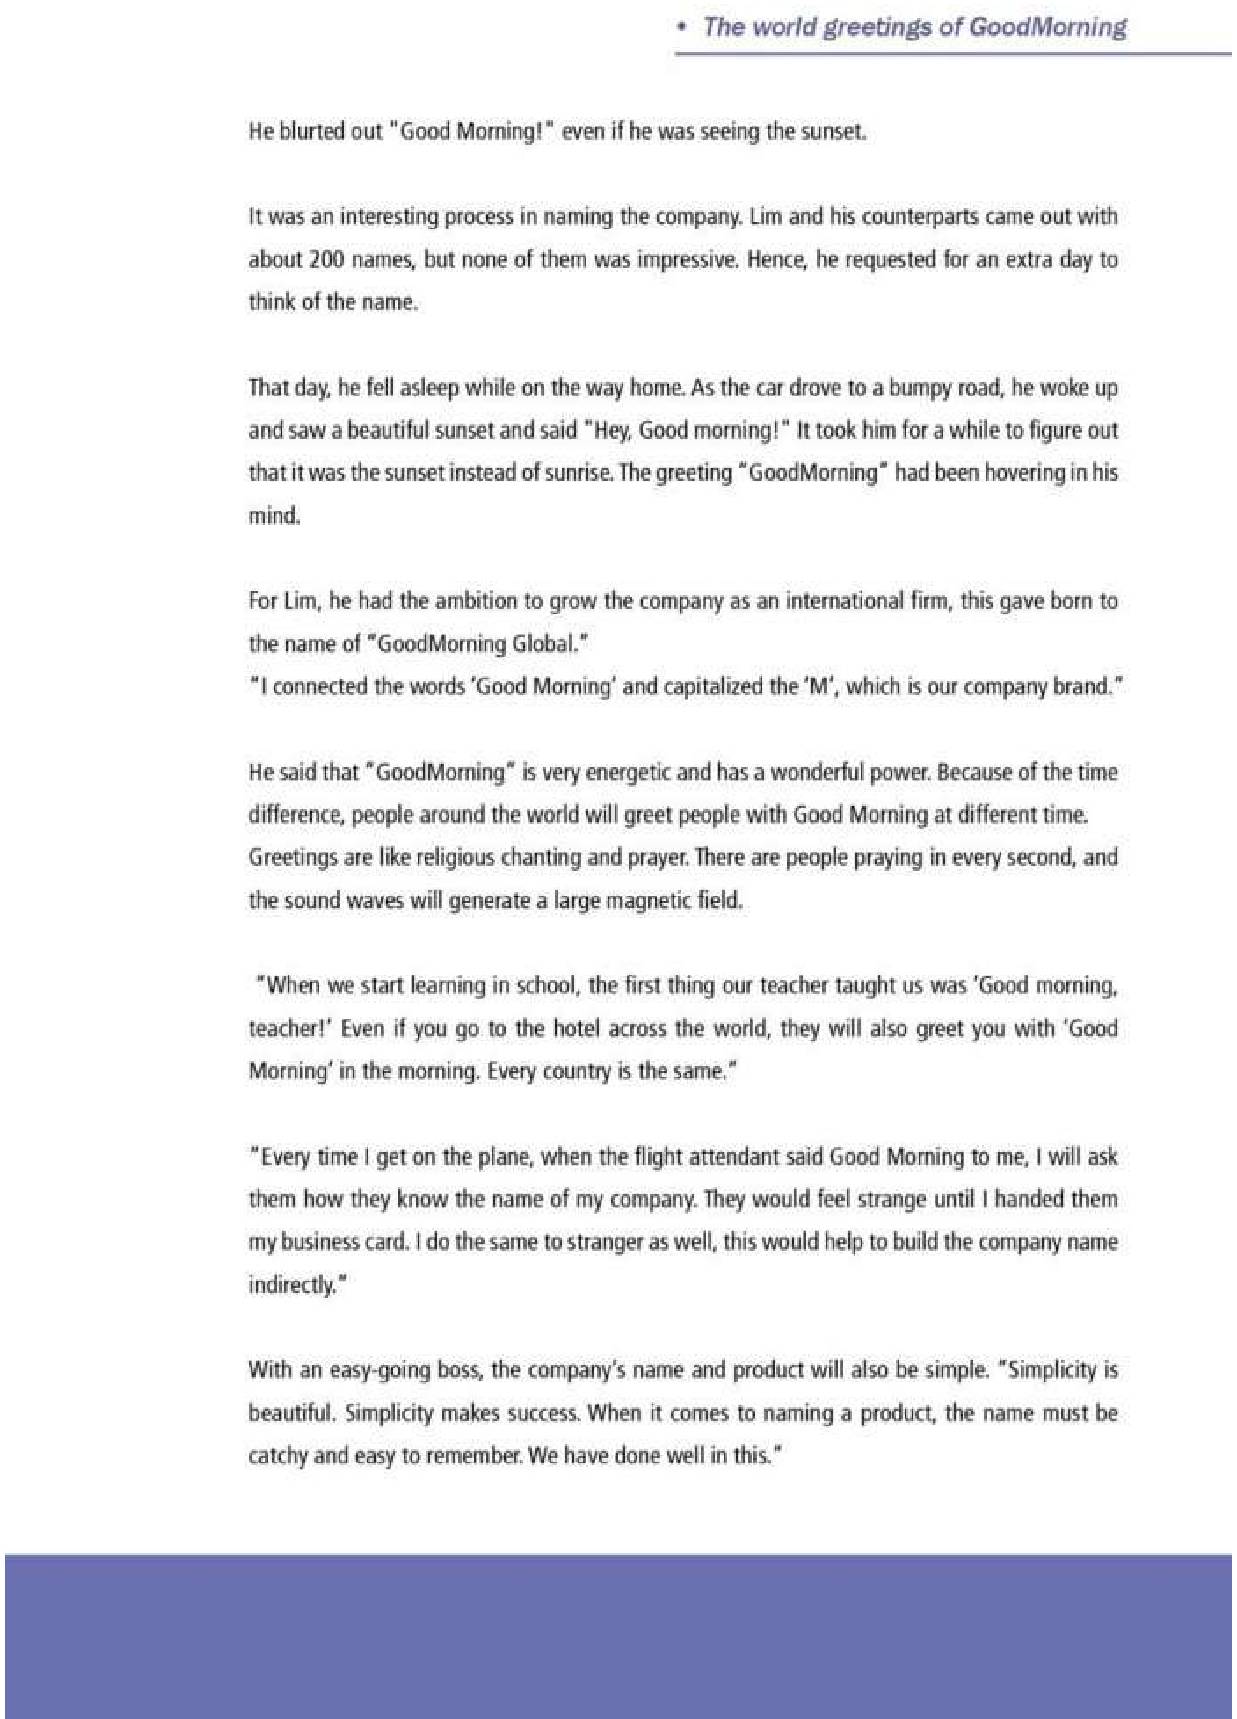 • The world greetings of GoodMorning
He blurted out "Good Morning!" even if he was seeing the sunset.
It was an interesting process in naming the company. Lim and his counterparts came out with
about 200 names, but none of them was impressive. Hence, he requested for an extra day to
think of the name.
That day, he fell asleep while on the way home. As the car drove to a bumpy road, he woke up
and saw a beautiful sunset and said "Hey, Good morning!" It took him for a while to figure out
that it was the sunset instead of sunrise. The greeting "GoodMorning" had been hovering in his
mind.
For Lim, he had the ambition to grow the company as an international firm, this gave born to
the name of "GoodMorning Global."
"I connected the words 'Good Morning' and capitalized the 'M', which is our company brand."
He said that "GoodMorning" is very energetic and has a wonderful power. Because of the time
difference, people around the world will greet people with Good Morning at different time.
Greetings are like religious chanting and prayer. There are people praying in every second, and
the sound waves will generate a large magnetic field.
"When we start learning in school, the first thing our teacher taught us was 'Good morning,
teacher!' Even if you go to the hotel across the world, they will also greet you with 'Good
Morning' in the morning. Every country is the same."
"Every time I get on the plane, when the flight attendant said Good Morning to me, I will ask
them how they know the name of my company. They would feel strange until I handed them
my business card. I do the same to stranger as well, this would help to build the company name
indirectly."
With an easy-going boss, the company's name and product will also be simple. "Simplicity is
beautiful. Simplicity makes success. When it comes to naming a product, the name must be
catchy and easy to remember. We have done well in this."